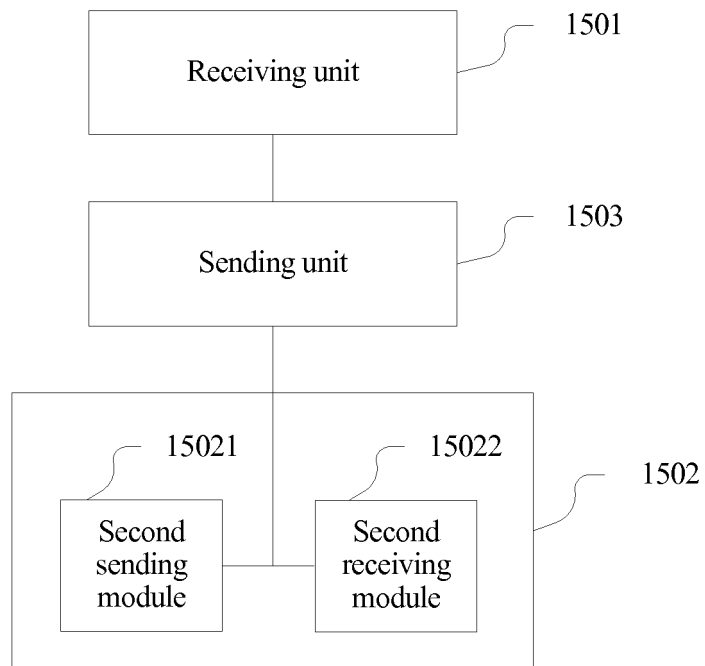 1501
Receiving unit
1503
Sending unit
15021
15022
1502
Second
sending
module
Second
receiving
module